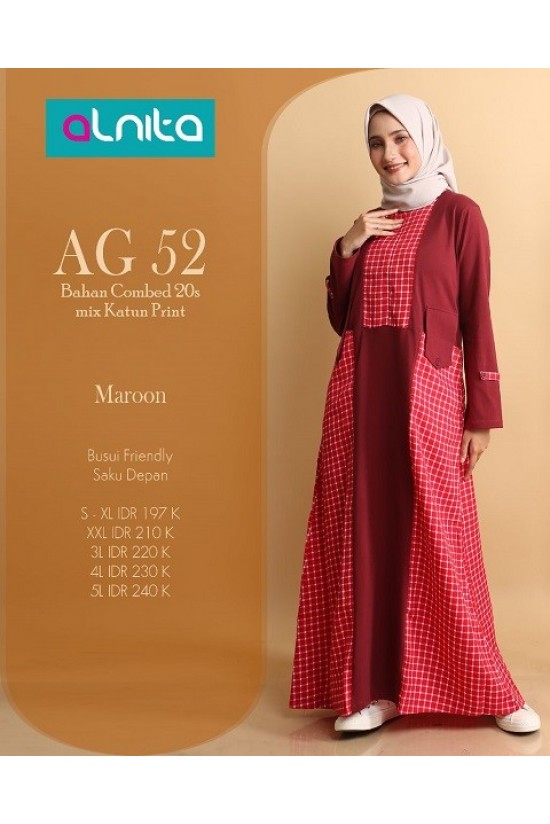 alnita
AG 52
Bahan Combed 20s
mix Katun Print
Maroon
Busui Friendly
Saku Depan
S - XL IDR 197 K
XXL IDR 210 K
3L IDR 220 K
4L IDR 230 K
5L IDR 240 K